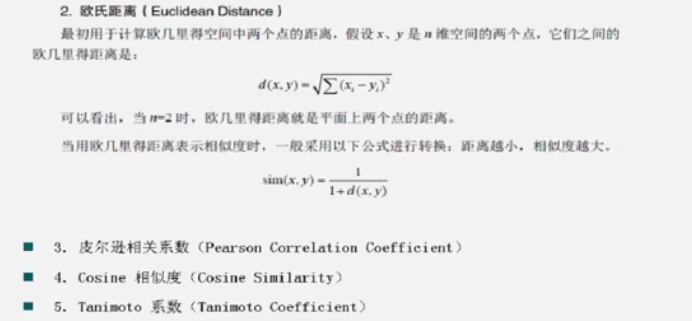 2. 欧氏距离（Euclidean Distance）
最初用于计算欧几里得空间中两个点的距离，假设 x、y 是 n 维空间的两个点，它们之间的
欧几里得距离是：
d(x, y) = √∑(xᵢ − yᵢ)²
可以看出，当 n=2 时，欧几里得距离就是平面上两个点的距离。
当用欧几里得距离表示相似度时，一般采用以下公式进行转换：距离越小，相似度越大。
sim(x, y) = 1 / 1+d(x, y)
3. 皮尔逊相关系数（Pearson Correlation Coefficient）
4. Cosine 相似度（Cosine Similarity）
5. Tanimoto 系数（Tanimoto Coefficient）